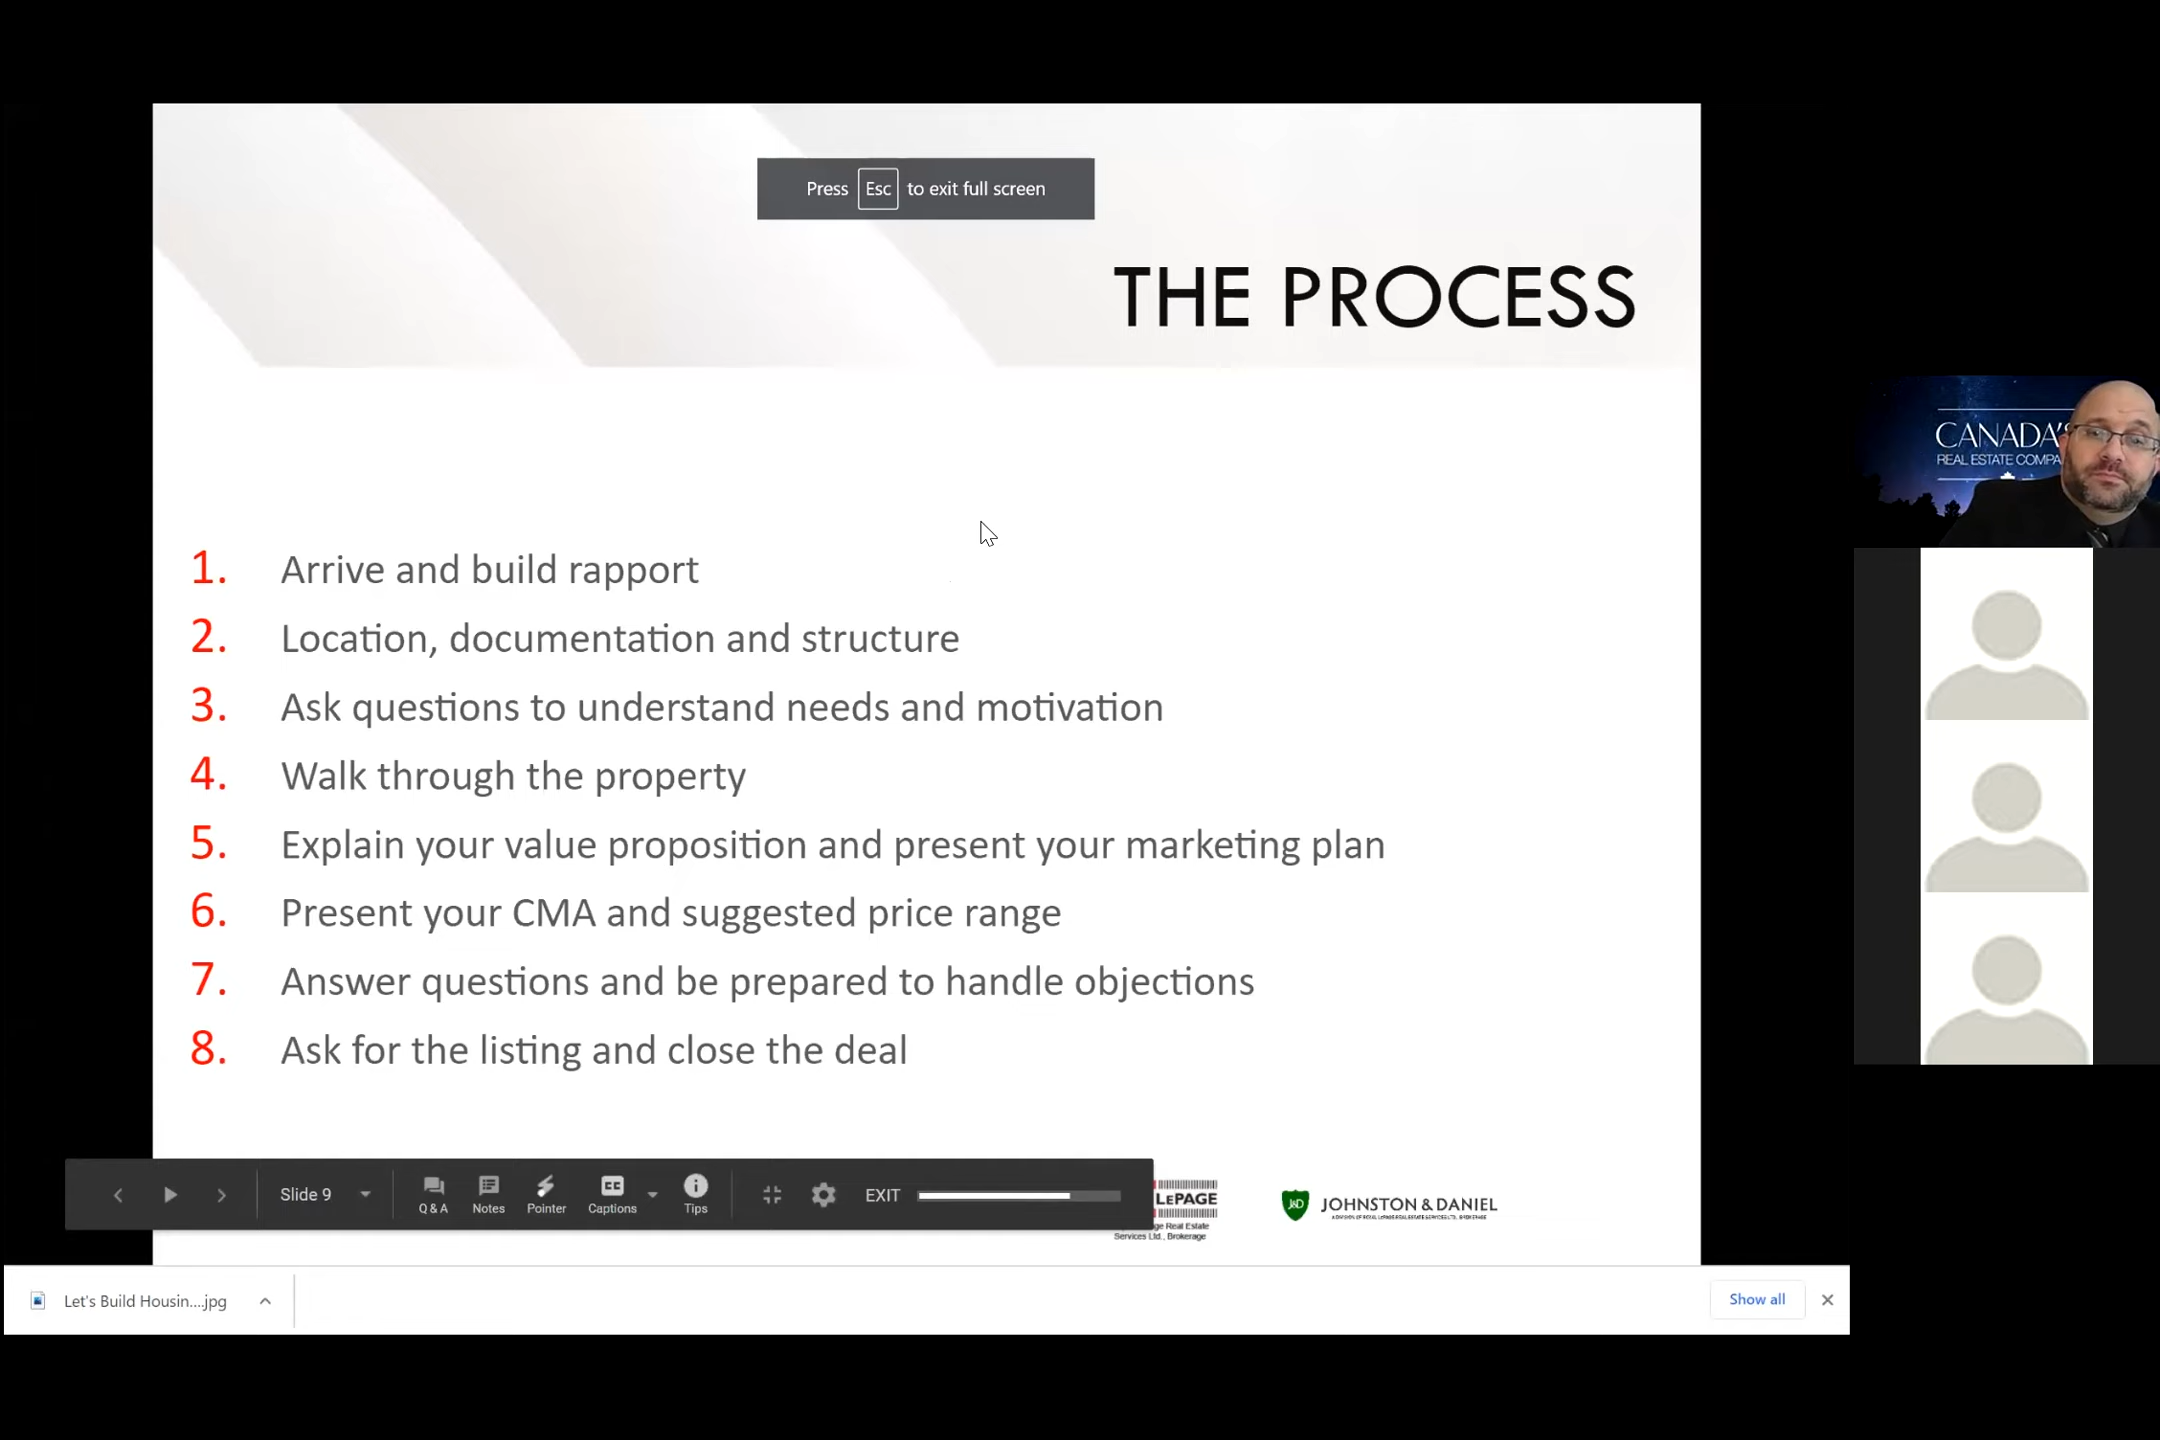 Press Esc to exit full screen
THE PROCESS
CANADA'S
REAL ESTATE COMPA
1. Arrive and build rapport
2. Location, documentation and structure
3. Ask questions to understand needs and motivation
4. Walk through the property
5. Explain your value proposition and present your marketing plan
6. Present your CMA and suggested price range
7. Answer questions and be prepared to handle objections
8. Ask for the listing and close the deal
Slide 9
Q & A
Notes
CC
Pointer
Captions
Tips
EXIT
LEPAGE
Real Estate
Services Ltd., Brokerage
J&D
JOHNSTON & DANIEL
A DIVISION OF ROYAL LEPAGE REAL ESTATE SERVICES LTD., BROKERAGE
Let's Build Housin....jpg
Show all